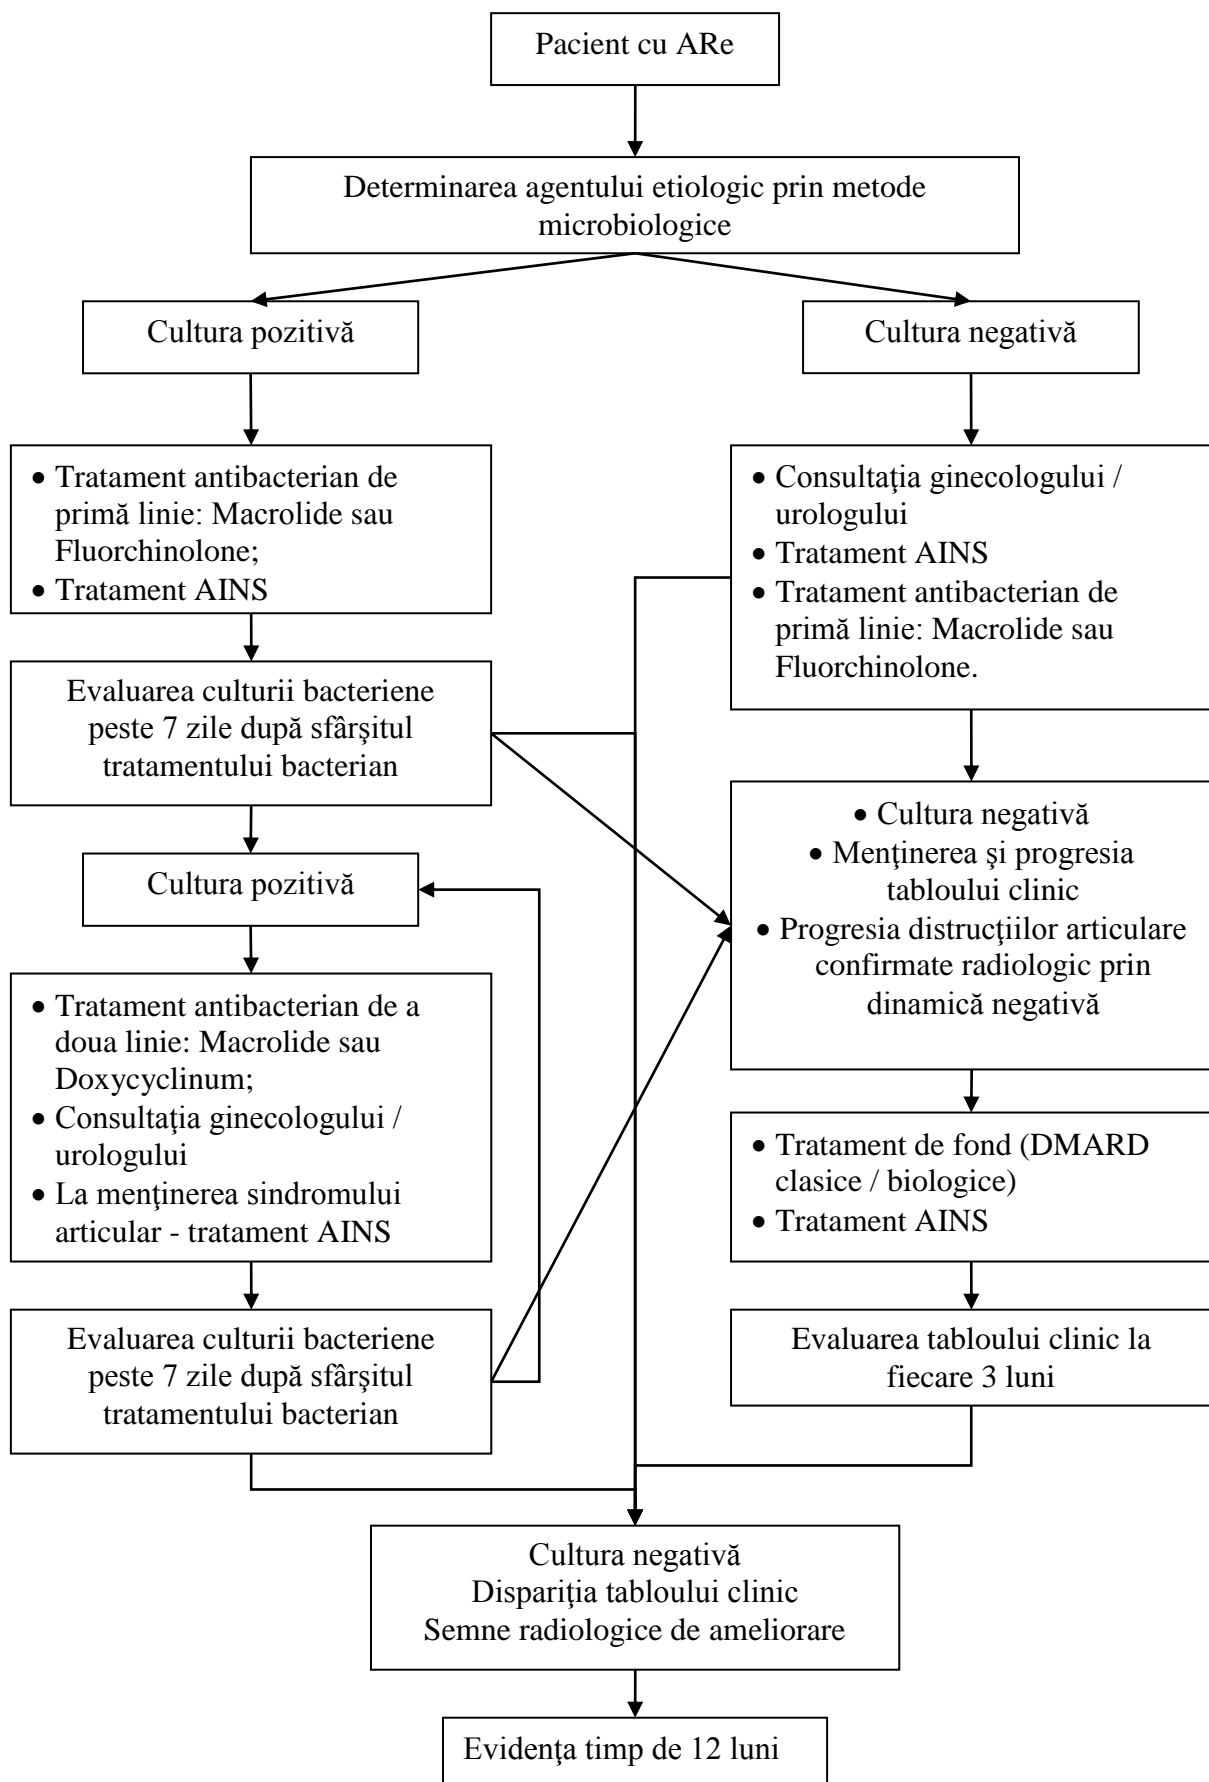 Pacient cu ARe
Determinarea agentului etiologic prin metode
microbiologice
Cultura pozitivă
Cultura negativă
• Tratament antibacterian de
primă linie: Macrolide sau
Fluorchinolone;
• Tratament AINS
• Consultaţia ginecologului /
urologului
• Tratament AINS
• Tratament antibacterian de
primă linie: Macrolide sau
Fluorchinolone.
Evaluarea culturii bacteriene
peste 7 zile după sfârşitul
tratamentului bacterian
• Cultura negativă
• Menţinerea şi progresia
tabloului clinic
• Progresia distrucţiilor articulare
confirmate radiologic prin
dinamică negativă
Cultura pozitivă
• Tratament antibacterian de a
doua linie: Macrolide sau
Doxycyclinum;
• Consultaţia ginecologului /
urologului
• La menţinerea sindromului
articular - tratament AINS
• Tratament de fond (DMARD
clasice / biologice)
• Tratament AINS
Evaluarea culturii bacteriene
peste 7 zile după sfârşitul
tratamentului bacterian
Evaluarea tabloului clinic la
fiecare 3 luni
Cultura negativă
Dispariţia tabloului clinic
Semne radiologice de ameliorare
Evidenţa timp de 12 luni